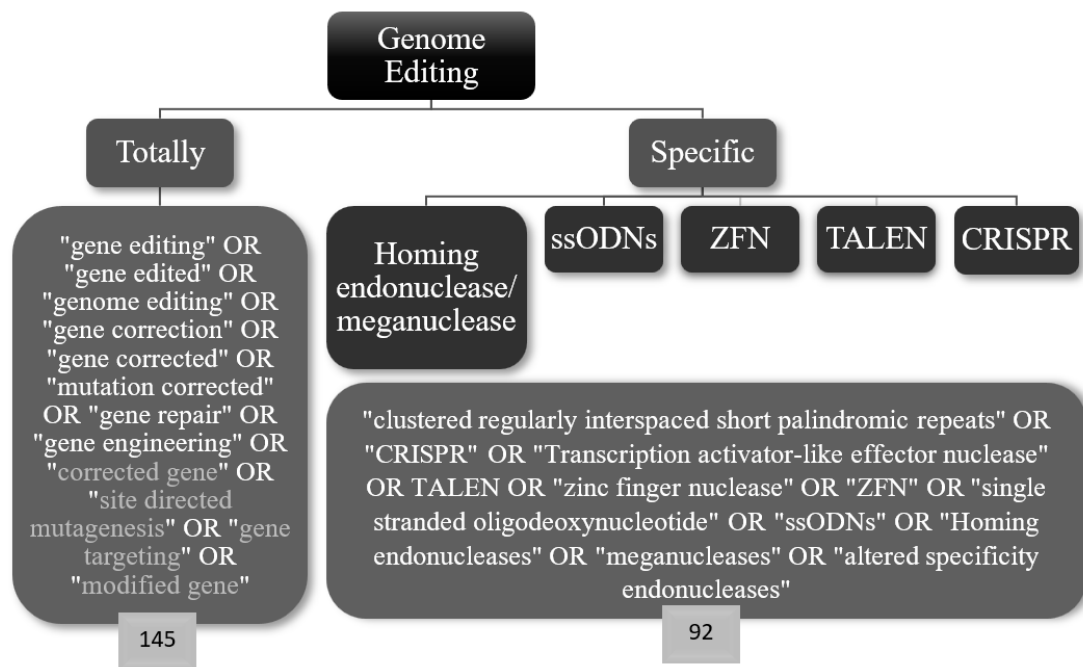 Genome
Editing
Totally
Specific
"gene editing" OR
"gene edited" OR
"genome editing" OR
"gene correction" OR
"gene corrected" OR
"mutation corrected"
OR "gene repair" OR
"gene engineering" OR
"corrected gene" OR
"site directed
mutagenesis" OR "gene
targeting" OR
"modified gene"
145
Homing
endonuclease/
meganuclease
ssODNs
ZFN
TALEN
CRISPR
"clustered regularly interspaced short palindromic repeats" OR
"CRISPR" OR "Transcription activator-like effector nuclease"
OR TALEN OR "zinc finger nuclease" OR "ZFN" OR "single
stranded oligodeoxynucleotide" OR "ssODNs" OR "Homing
endonucleases" OR "meganucleases" OR "altered specificity
endonucleases"
92